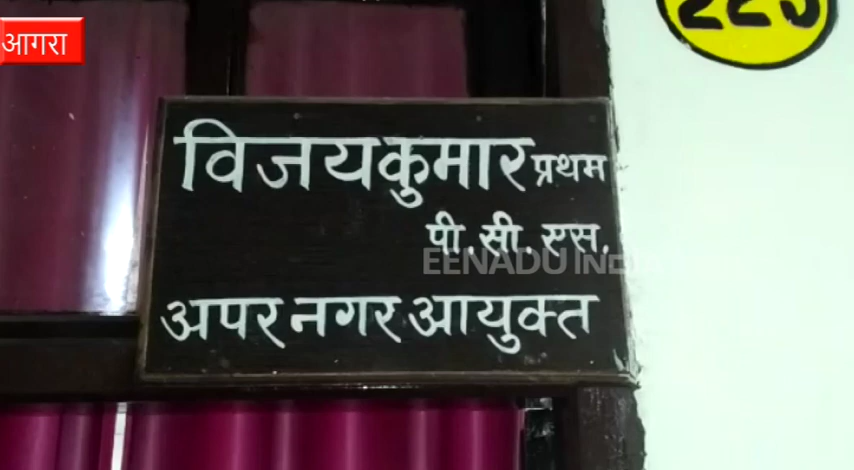 आगरा
विजयकुमार प्रथम
पी.सी.एस.
EENADU INDIA
अपर नगर आयुक्त